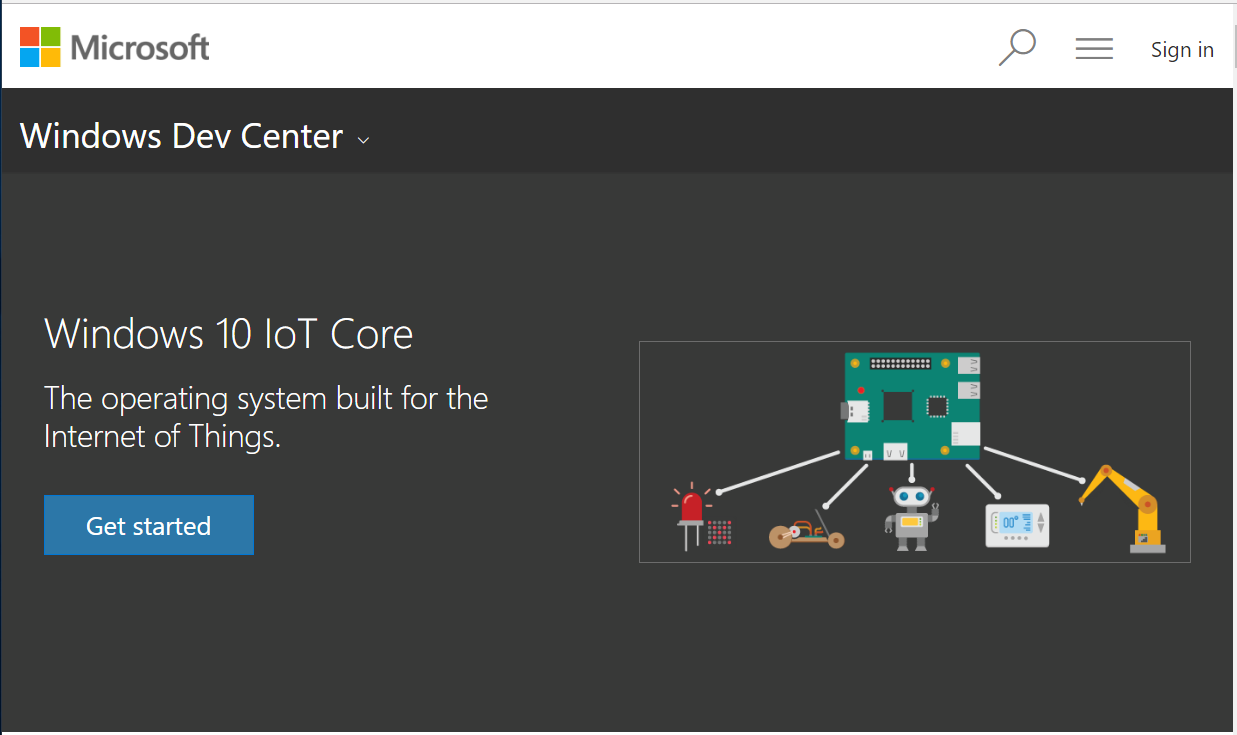 Microsoft
Sign in
Windows Dev Center
Windows 10 IoT Core
The operating system built for the
Internet of Things.
Get started
00°